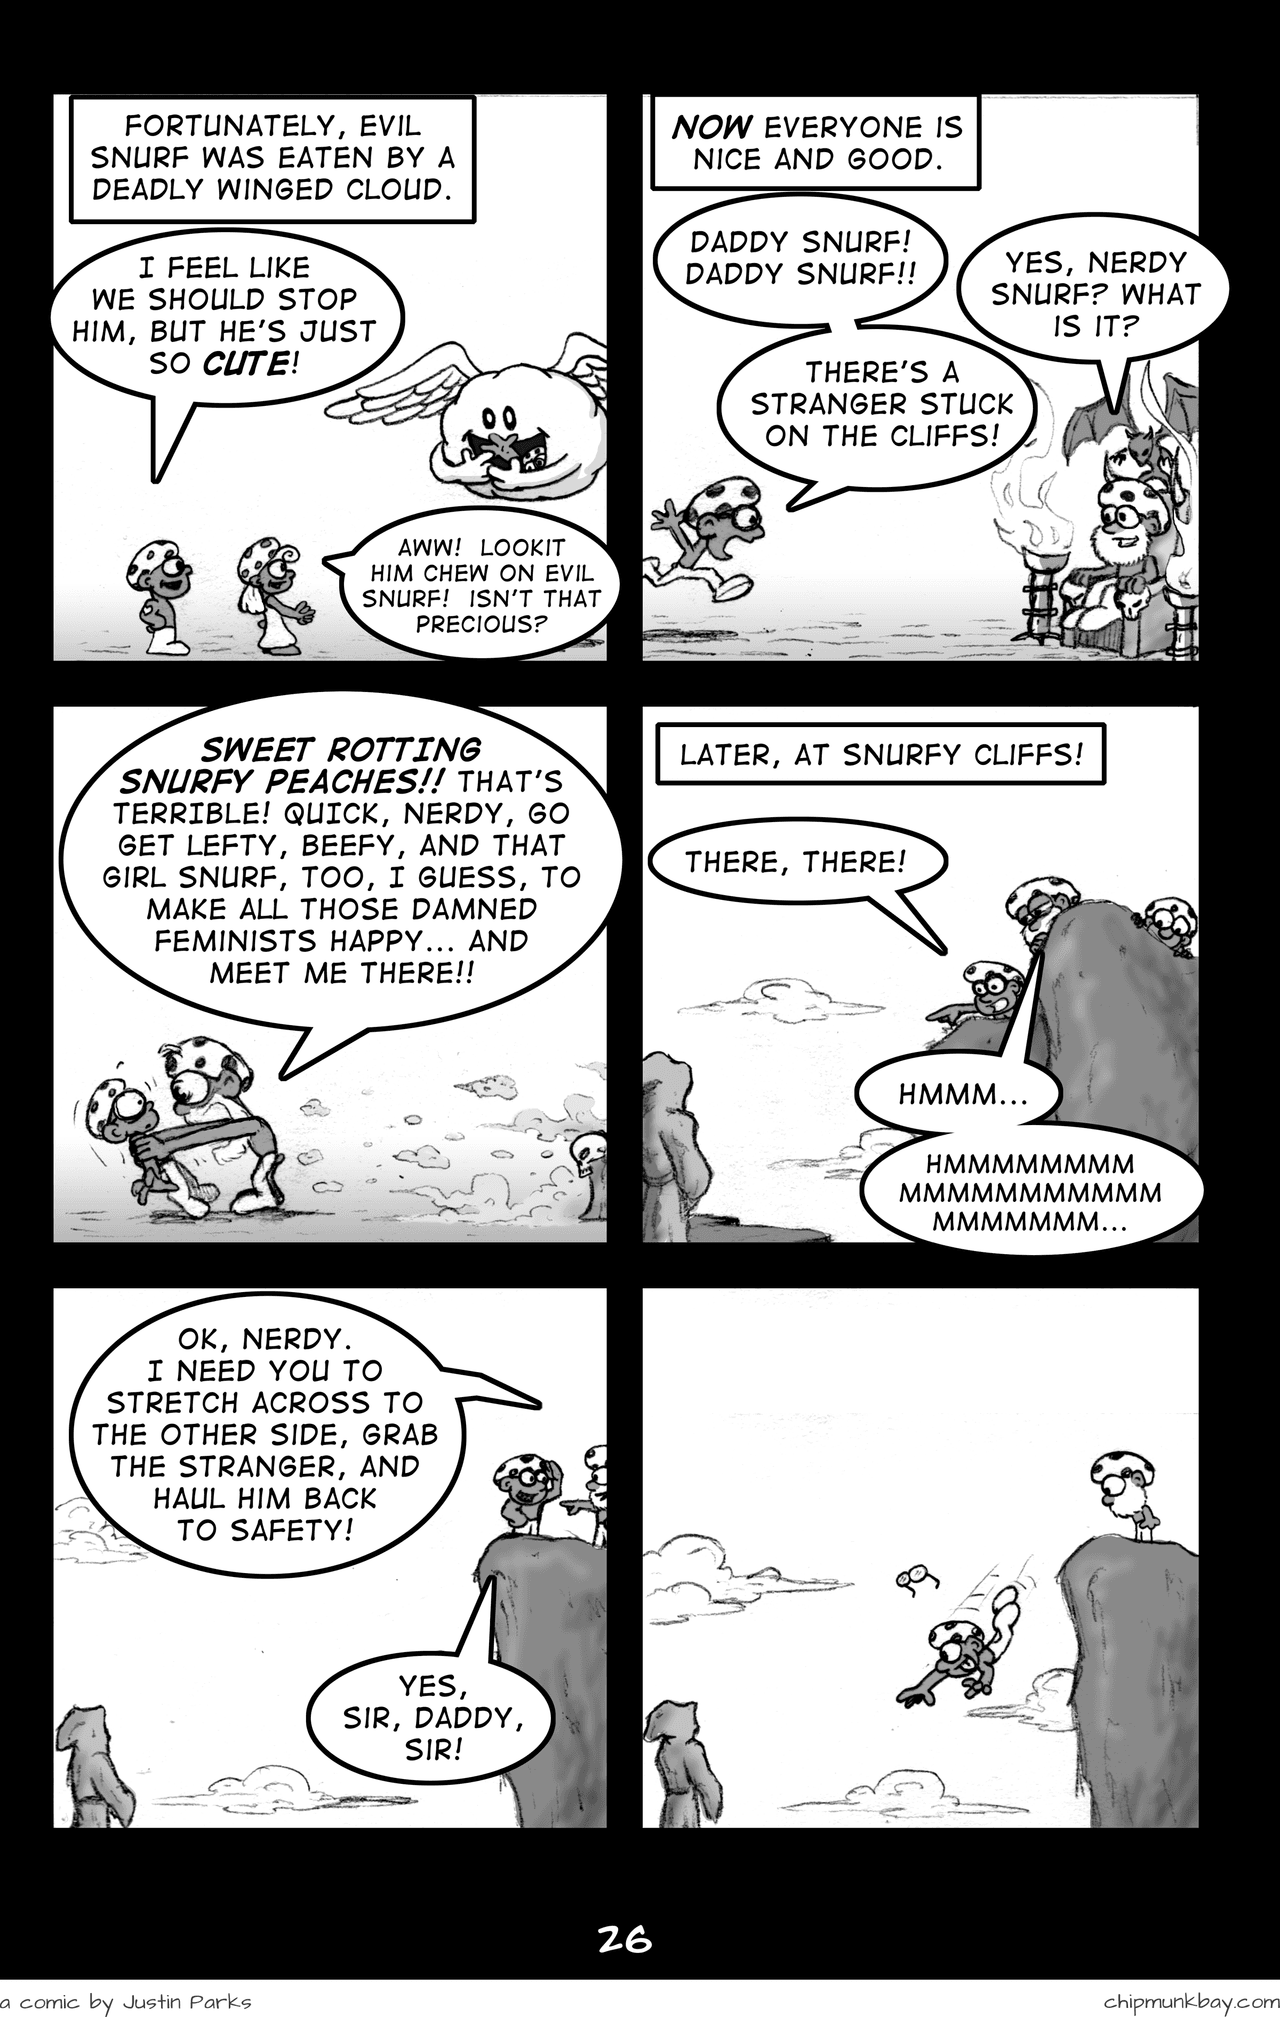 FORTUNATELY, EVIL
SNURF WAS EATEN BY A
DEADLY WINGED CLOUD.
I FEEL LIKE
WE SHOULD STOP
HIM, BUT HE'S JUST
SO CUTE!
AWW! LOOKIT
HIM CHEW ON EVIL
SNURF! ISN'T THAT
PRECIOUS?
NOW EVERYONE IS
NICE AND GOOD.
DADDY SNURF!
DADDY SNURF!!
THERE'S A
STRANGER STUCK
ON THE CLIFFS!
YES, NERDY
SNURF? WHAT
IS IT?
SWEET ROTTING
SNURFY PEACHES!! THAT'S
TERRIBLE! QUICK, NERDY, GO
GET LEFTY, BEEFY, AND THAT
GIRL SNURF, TOO, I GUESS, TO
MAKE ALL THOSE DAMNED
FEMINISTS HAPPY... AND
MEET ME THERE!!
LATER, AT SNURFY CLIFFS!
THERE, THERE!
HMMM...
HMMMMMMMM
MMMMMMMMMMM
MMMMMMM...
OK, NERDY.
I NEED YOU TO
STRETCH ACROSS TO
THE OTHER SIDE, GRAB
THE STRANGER, AND
HAUL HIM BACK
TO SAFETY!
YES,
SIR, DADDY,
SIR!
26
a comic by Justin Parks
chipmunkbay.com